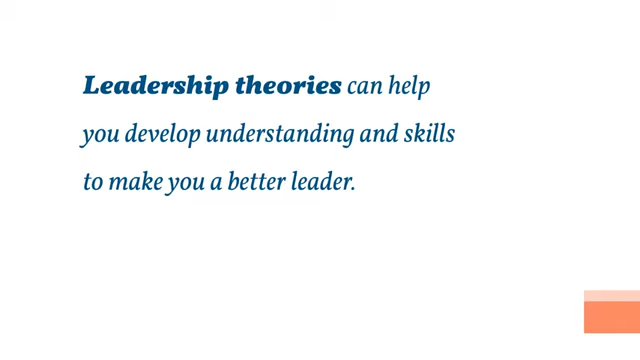 Leadership theories can help
you develop understanding and skills
to make you a better leader.